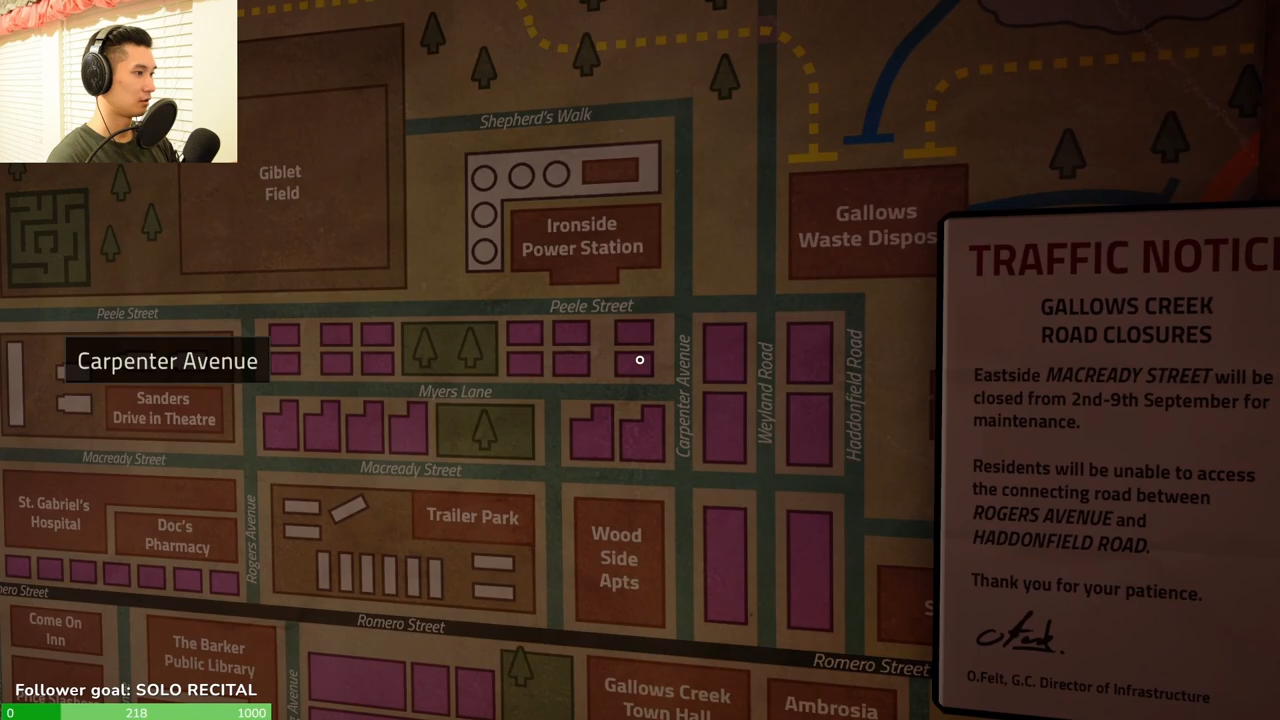 Shepherd's Walk
Giblet
Field
Ironside
Power Station
Gallows
Waste Dispos
Peele Street
Peele Street
Carpenter Avenue
Sanders
Drive in Theatre
Myers Lane
Carpenter Avenue
Weyland Road
Haddonfield Road
Macready Street
Macready Street
St. Gabriel's
Hospital
Doc's
Pharmacy
Rogers Avenue
Trailer Park
Wood
Side
Apts
Romero Street
Romero Street
Come On
Inn
The Barker
Public Library
Gallows Creek
Town Hall
Ambrosia
TRAFFIC NOTIC
GALLOWS CREEK
ROAD CLOSURES
Eastside MACREADY STREET will be
closed from 2nd-9th September for
maintenance.
Residents will be unable to access
the connecting road between
ROGERS AVENUE and
HADDONFIELD ROAD.
Thank you for your patience.
O.Felt, G.C. Director of Infrastructure
Follower goal: SOLO RECITAL
0 218 1000